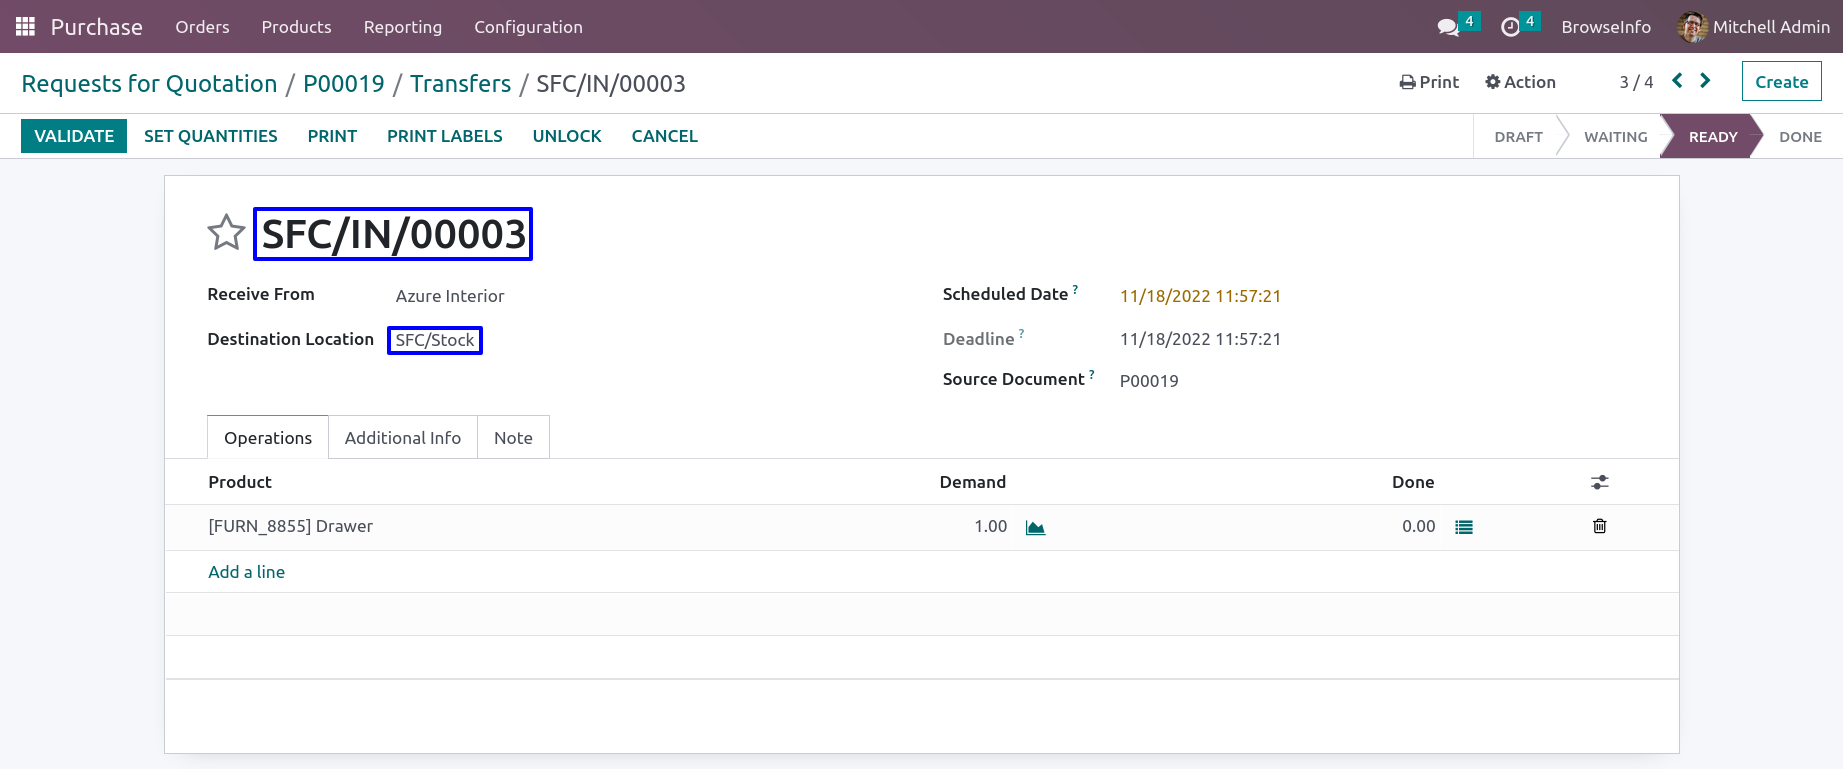 Purchase Orders Products Reporting Configuration 4 4 BrowseInfo Mitchell Admin
Requests for Quotation / P00019 / Transfers / SFC/IN/00003 Print Action 3 / 4 Create
VALIDATE SET QUANTITIES PRINT PRINT LABELS UNLOCK CANCEL DRAFT WAITING READY DONE
SFC/IN/00003
Receive From Azure Interior Scheduled Date ? 11/18/2022 11:57:21
Destination Location SFC/Stock Deadline ? 11/18/2022 11:57:21
Source Document ? P00019
Operations Additional Info Note
Product Demand Done
[FURN_8855] Drawer 1.00 0.00
Add a line